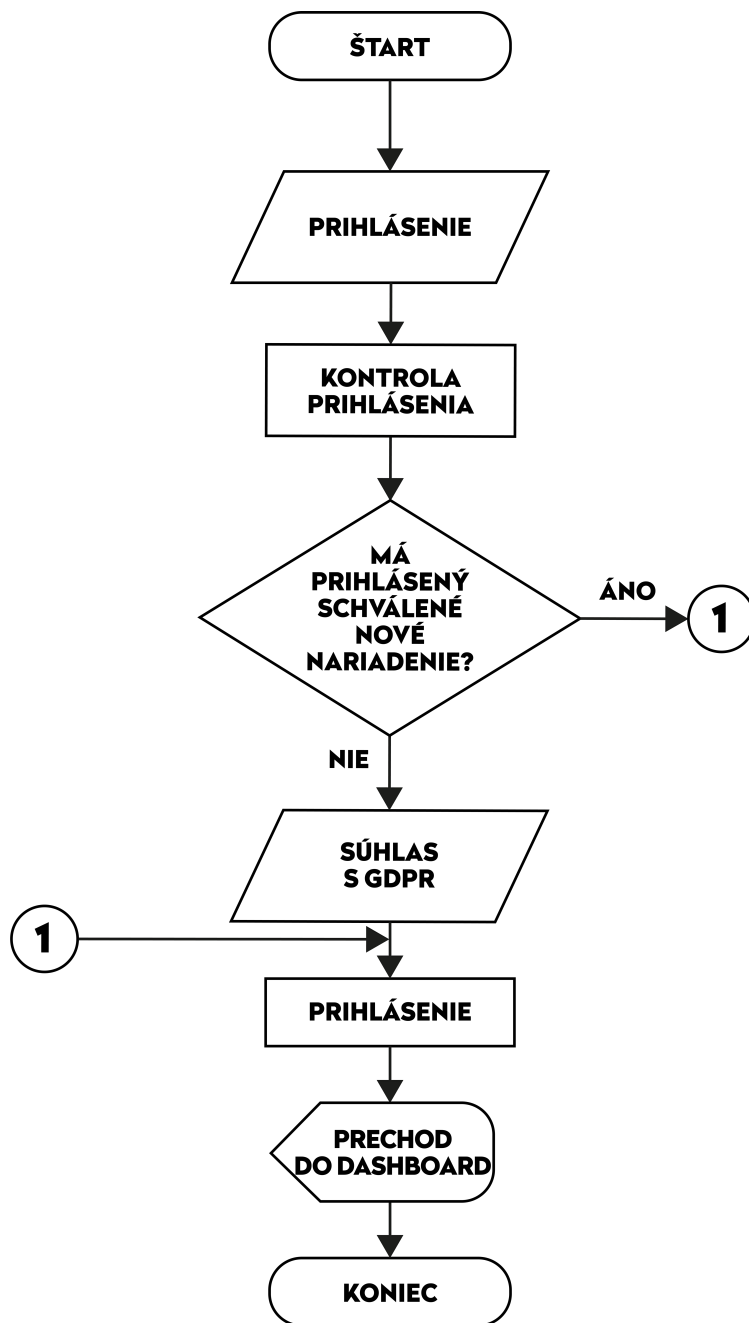 ŠTART
PRIHLÁSENIE
KONTROLA
PRIHLÁSENIA
MÁ
PRIHLÁSENÝ
SCHVÁLENÉ
NOVÉ
NARIADENIE?
ÁNO
1
NIE
SÚHLAS
S GDPR
1
PRIHLÁSENIE
PRECHOD
DO DASHBOARD
KONIEC